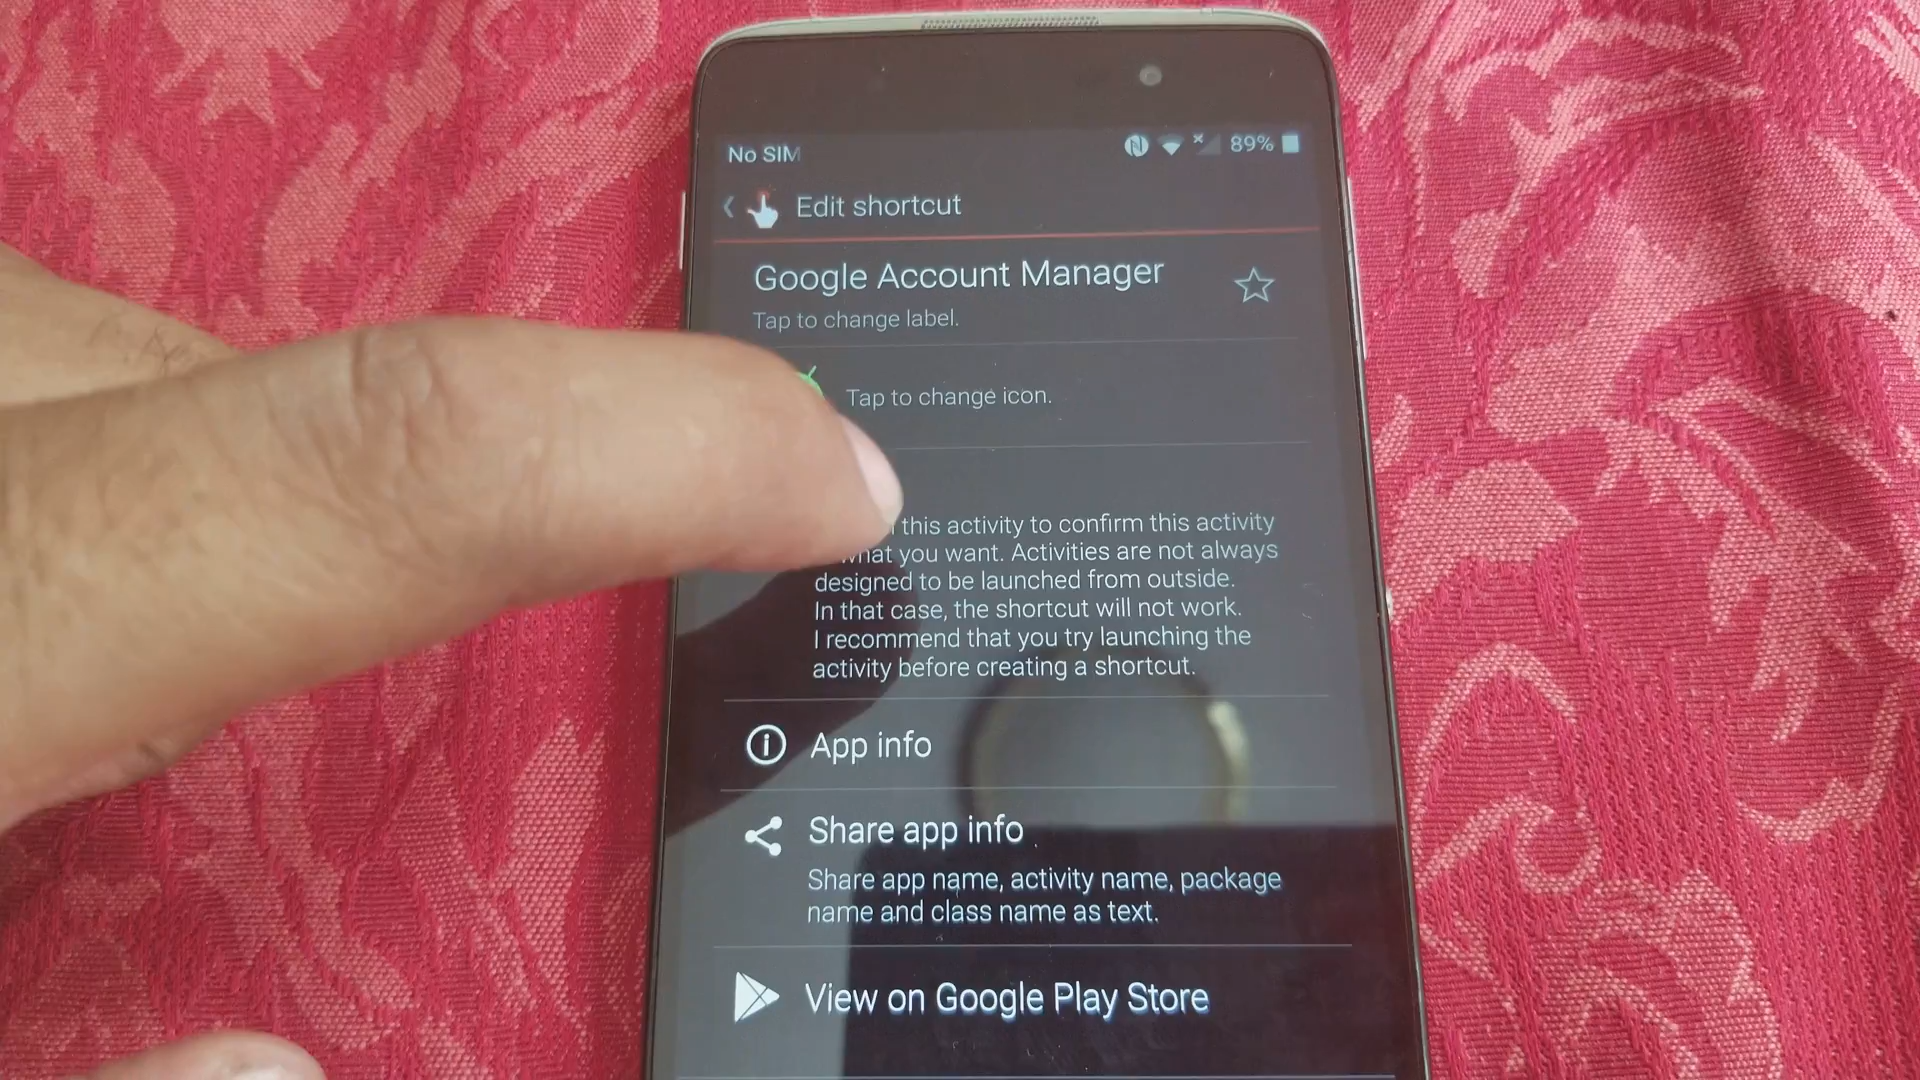 No SIM
89%
Edit shortcut
Google Account Manager
Tap to change label.
Tap to change icon.
this activity to confirm this activity
what you want. Activities are not always
designed to be launched from outside.
In that case, the shortcut will not work.
I recommend that you try launching the
activity before creating a shortcut.
App info
Share app info
Share app name, activity name, package
name and class name as text.
View on Google Play Store